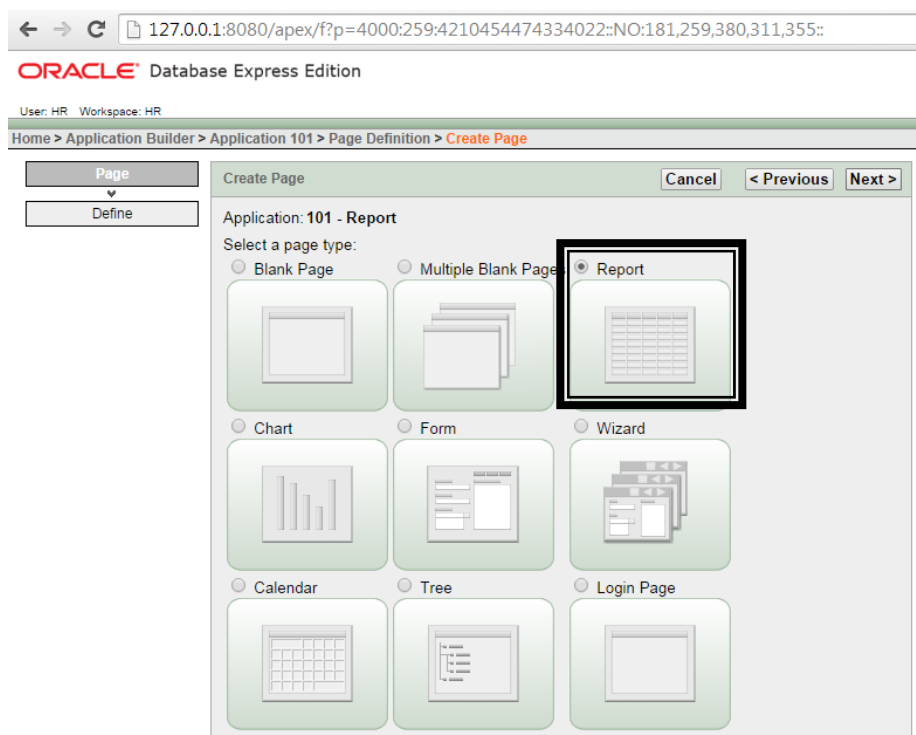 127.0.0.1:8080/apex/f?p=4000:259:4210454474334022::NO:181,259,380,311,355::
ORACLE® Database Express Edition
User: HR Workspace: HR
Home > Application Builder > Application 101 > Page Definition > Create Page
Page
Define
Create Page
Cancel < Previous Next >
Application: 101 - Report
Select a page type:
Blank Page Multiple Blank Pages Report
Chart Form Wizard
Calendar Tree Login Page